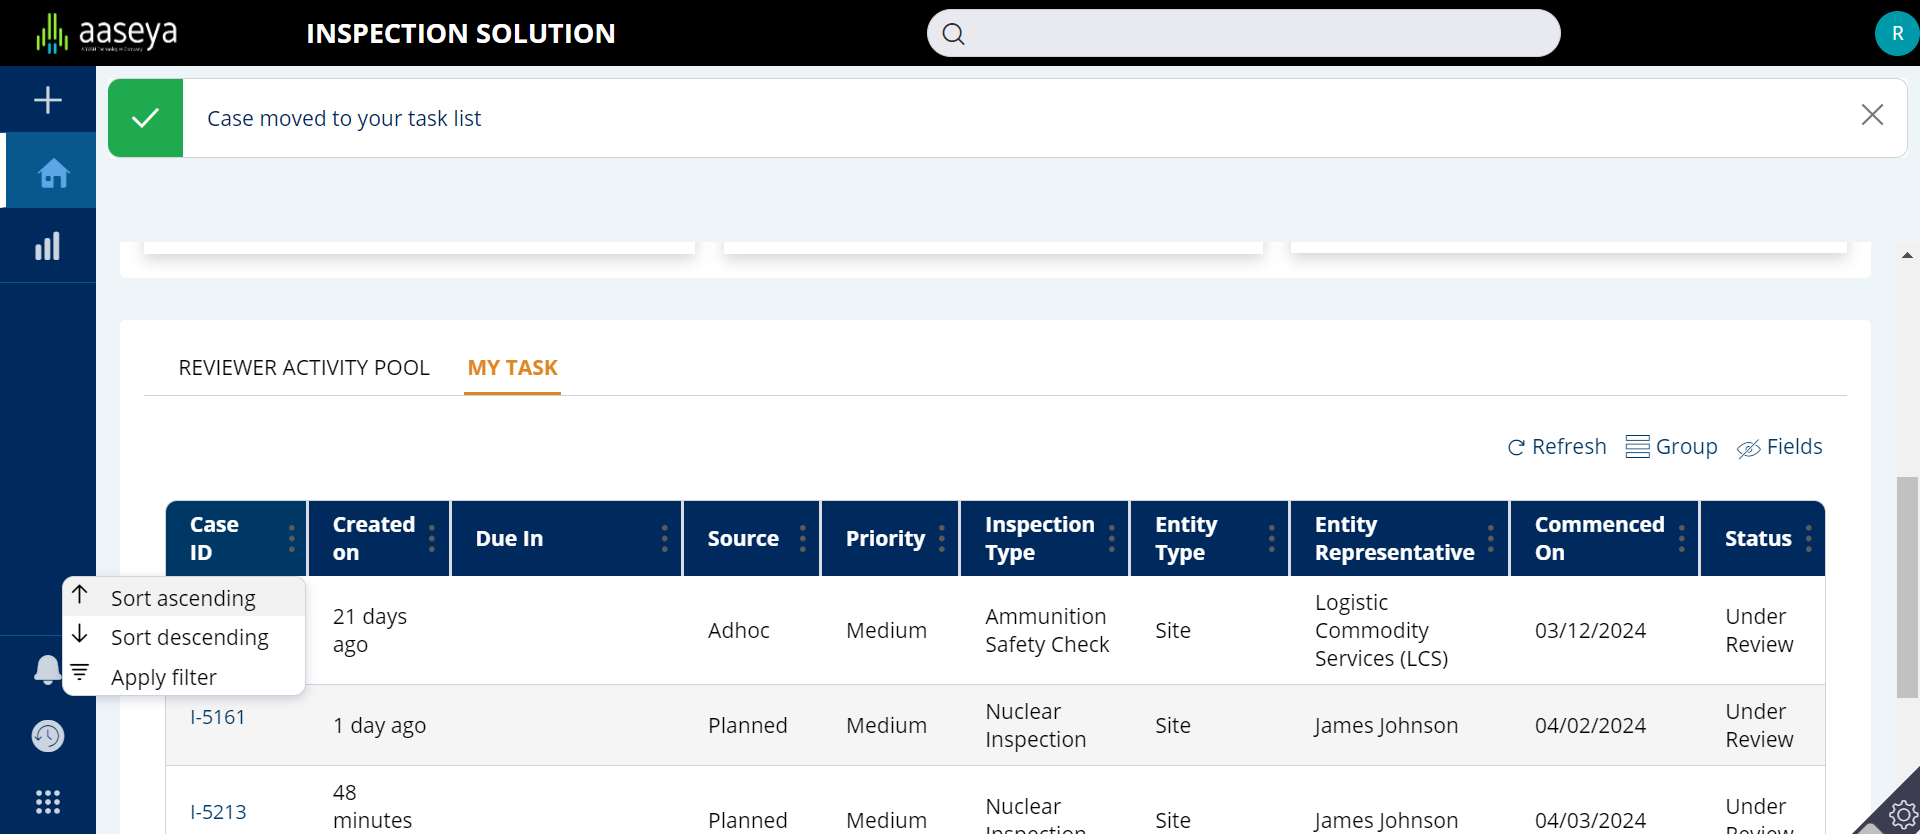 aaseya
INSPECTION SOLUTION
R
Case moved to your task list
REVIEWER ACTIVITY POOL
MY TASK
Refresh
Group
Fields
Case ID
Created on
Due In
Source
Priority
Inspection Type
Entity Type
Entity Representative
Commenced On
Status
Sort ascending
Sort descending
Apply filter
21 days ago
Adhoc
Medium
Ammunition Safety Check
Site
Logistic Commodity Services (LCS)
03/12/2024
Under Review
I-5161
1 day ago
Planned
Medium
Nuclear Inspection
Site
James Johnson
04/02/2024
Under Review
I-5213
48 minutes
Planned
Medium
Nuclear Inspection
Site
James Johnson
04/03/2024
Under Review